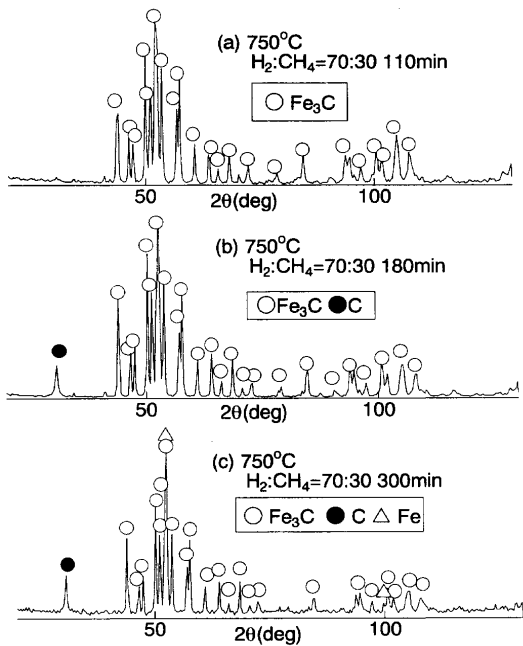 (a) 750°C
H₂:CH₄=70:30 110min
○ Fe₃C
50
2θ(deg)
100
(b) 750°C
H₂:CH₄=70:30 180min
○Fe₃C ●C
50
2θ(deg)
100
(c) 750°C
H₂:CH₄=70:30 300min
○ Fe₃C ● C △ Fe
50
2θ(deg)
100